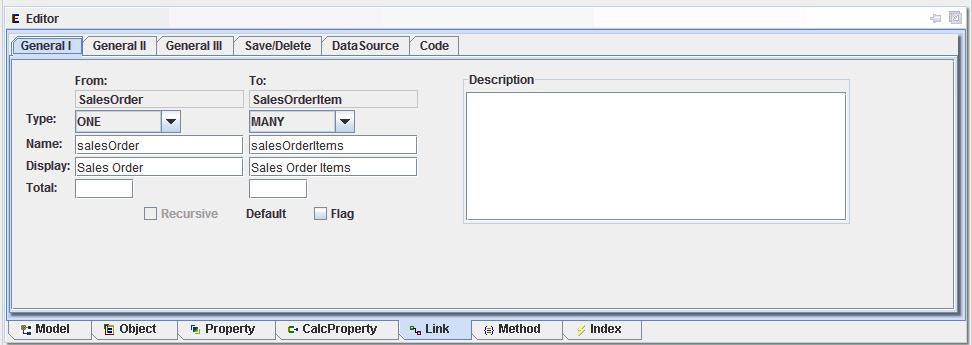 E Editor
General I General II General III Save/Delete DataSource Code
From: To: Description
SalesOrder SalesOrderItem
Type: ONE MANY
Name: salesOrder salesOrderItems
Display: Sales Order Sales Order Items
Total:
Recursive Default Flag
Model Object Property CalcProperty Link Method Index